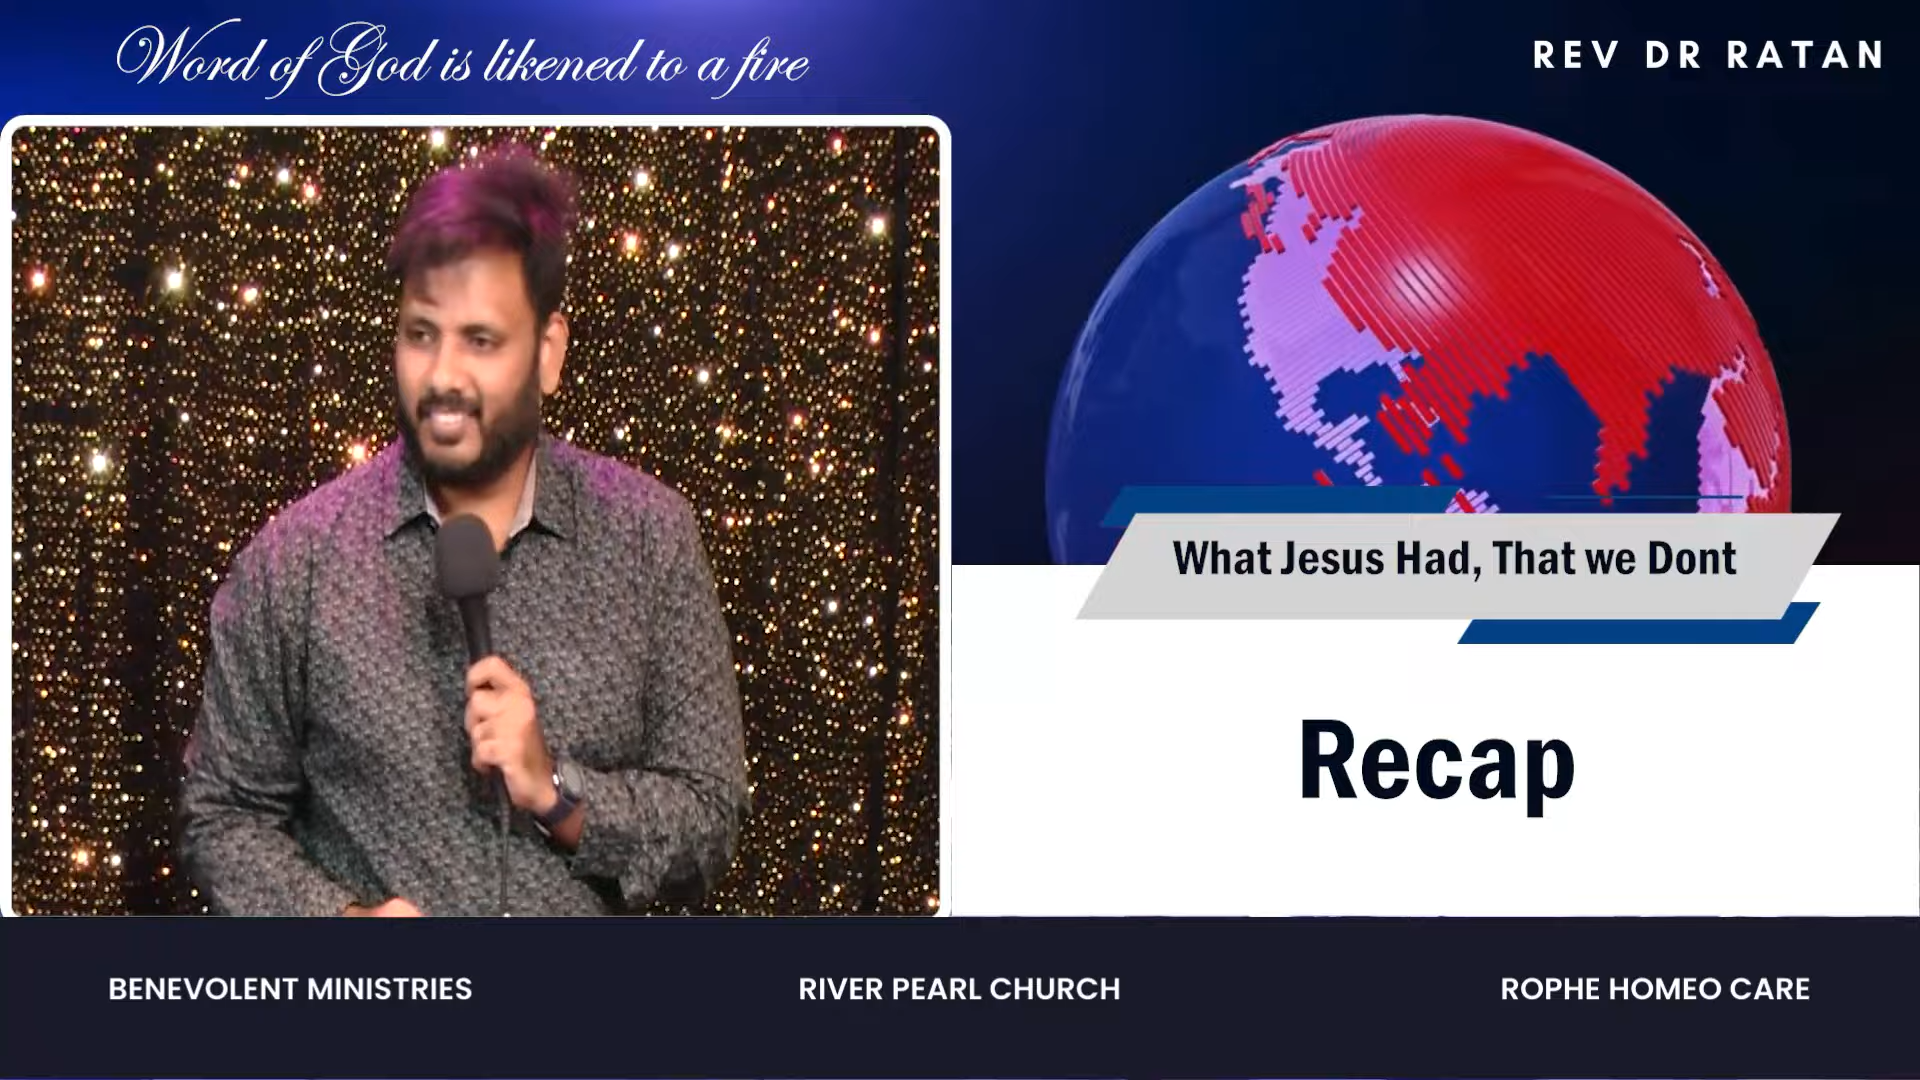 Word of God is likened to a fire
REV DR RATAN
What Jesus Had, That we Dont
Recap
BENEVOLENT MINISTRIES
RIVER PEARL CHURCH
ROPHE HOMEO CARE